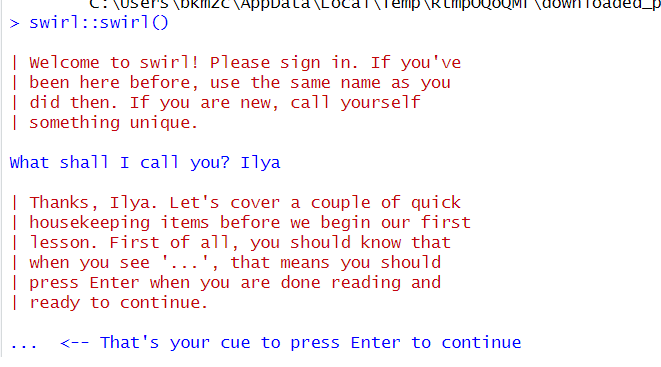 C:\Users\bkmzc\AppData\Local\Temp\RtmpOQoQMf\downloaded_p
> swirl::swirl()
| Welcome to swirl! Please sign in. If you've
| been here before, use the same name as you
| did then. If you are new, call yourself
| something unique.
What shall I call you? Ilya
| Thanks, Ilya. Let's cover a couple of quick
| housekeeping items before we begin our first
| lesson. First of all, you should know that
| when you see '...', that means you should
| press Enter when you are done reading and
| ready to continue.
...  <-- That's your cue to press Enter to continue